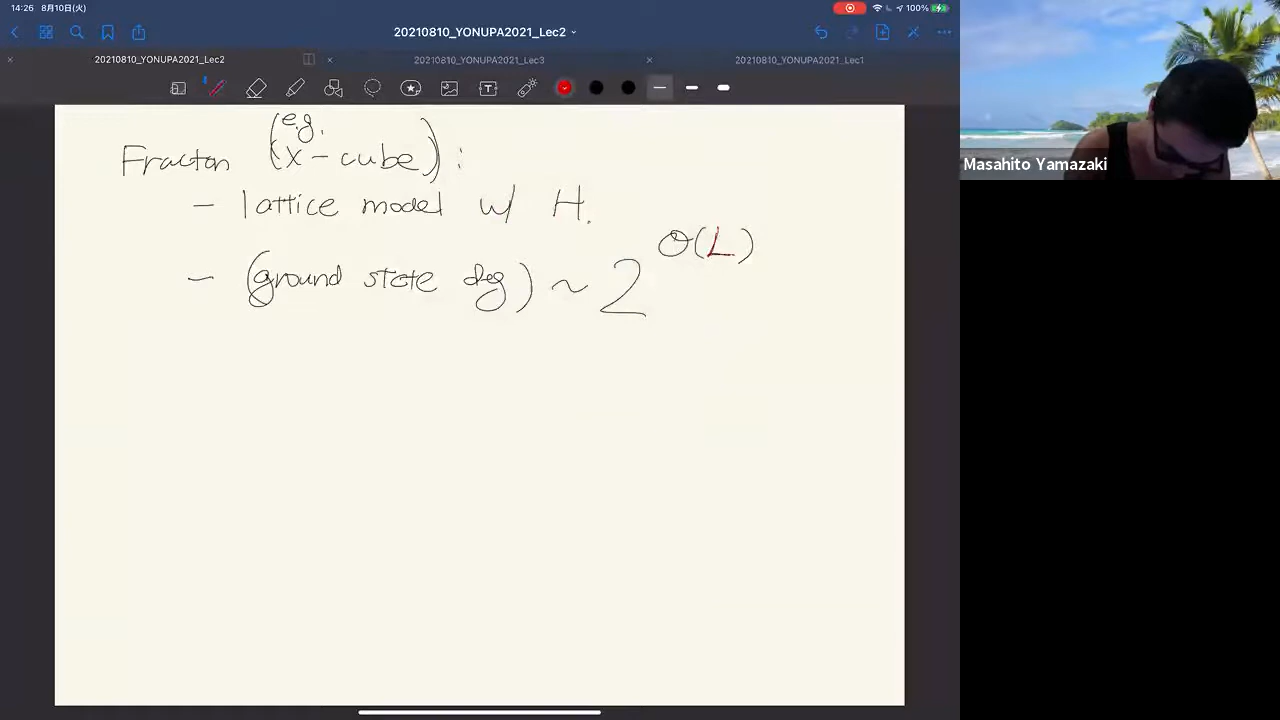 14:26 8月10日(火)
100%
20210810_YONUPA2021_Lec2
20210810_YONUPA2021_Lec2
20210810_YONUPA2021_Lec3
20210810_YONUPA2021_Lec1
Masahito Yamazaki
Fracton (e.g. X-cube) :
- lattice model w/ H.
- (ground state deg) ~ 2^O(L)